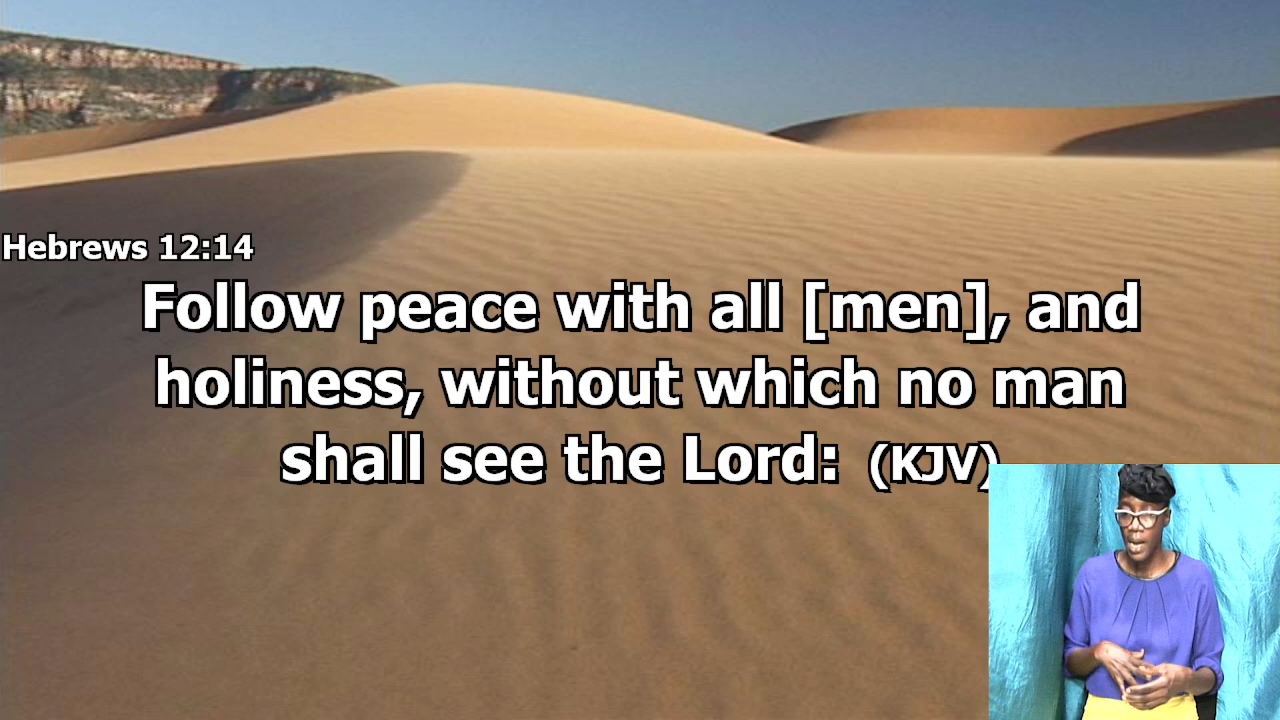 Hebrews 12:14
Follow peace with all [men], and
holiness, without which no man
shall see the Lord: (KJV)